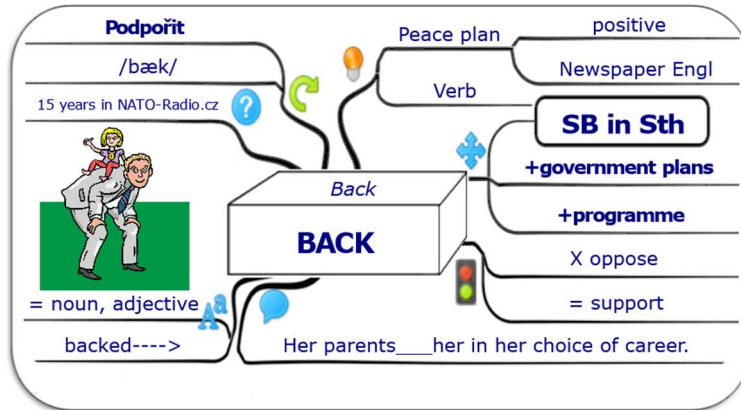 Podpořit
/bæk/
15 years in NATO-Radio.cz
= noun, adjective
backed---->
Back
BACK
Peace plan
positive
Newspaper Engl
Verb
SB in Sth
+government plans
+programme
X oppose
= support
Her parents___her in her choice of career.